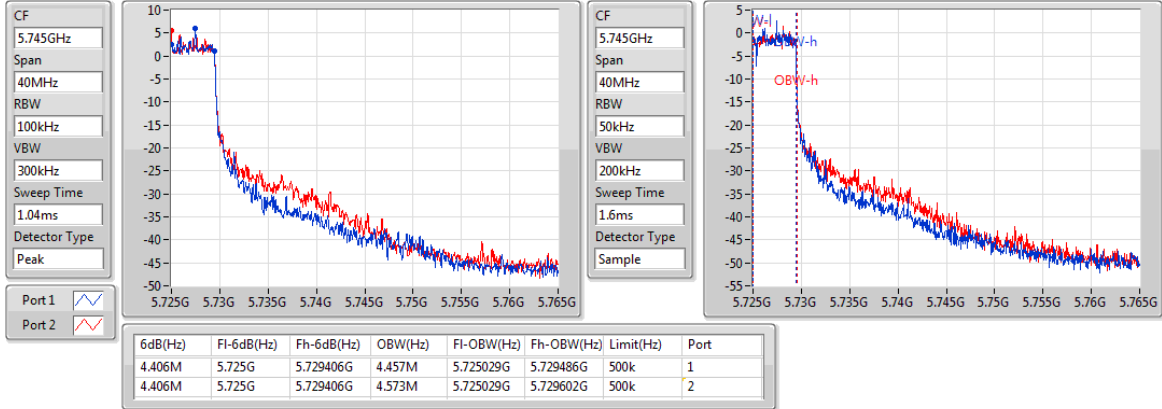 CF
5.745GHz
Span
40MHz
RBW
100kHz
VBW
300kHz
Sweep Time
1.04ms
Detector Type
Peak
Port 1
Port 2
10
5
0
-5
-10
-15
-20
-25
-30
-35
-40
-45
-50
5.725G 5.73G 5.735G 5.74G 5.745G 5.75G 5.755G 5.76G 5.765G
CF
5.745GHz
Span
40MHz
RBW
50kHz
VBW
200kHz
Sweep Time
1.6ms
Detector Type
Sample
5
0
-5
-10
-15
-20
-25
-30
-35
-40
-45
-50
-55
W-l
W-h
OBW-h
5.725G 5.73G 5.735G 5.74G 5.745G 5.75G 5.755G 5.76G 5.765G
6dB(Hz) Fl-6dB(Hz) Fh-6dB(Hz) OBW(Hz) Fl-OBW(Hz) Fh-OBW(Hz) Limit(Hz) Port
4.406M 5.725G 5.729406G 4.457M 5.725029G 5.729486G 500k 1
4.406M 5.725G 5.729406G 4.573M 5.725029G 5.729602G 500k 2